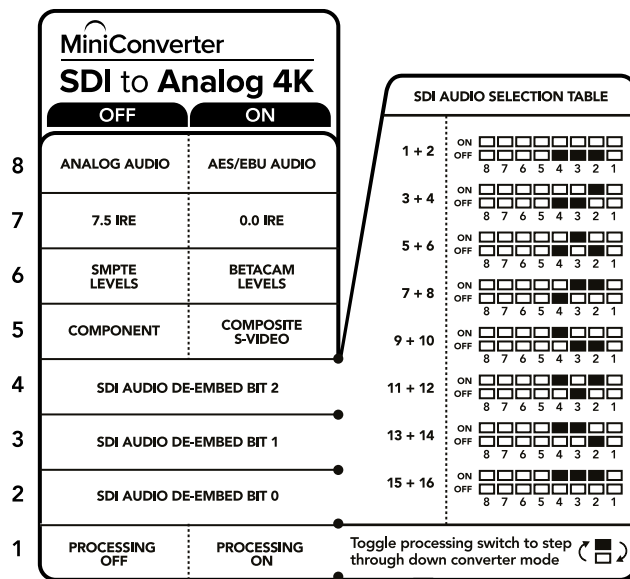 MiniConverter
SDI to Analog 4K
OFF ON
8 ANALOG AUDIO AES/EBU AUDIO
7 7.5 IRE 0.0 IRE
6 SMPTE LEVELS BETACAM LEVELS
5 COMPONENT COMPOSITE S-VIDEO
4 SDI AUDIO DE-EMBED BIT 2
3 SDI AUDIO DE-EMBED BIT 1
2 SDI AUDIO DE-EMBED BIT 0
1 PROCESSING OFF PROCESSING ON
SDI AUDIO SELECTION TABLE
1 + 2 ON
OFF
8 7 6 5 4 3 2 1
3 + 4 ON
OFF
8 7 6 5 4 3 2 1
5 + 6 ON
OFF
8 7 6 5 4 3 2 1
7 + 8 ON
OFF
8 7 6 5 4 3 2 1
9 + 10 ON
OFF
8 7 6 5 4 3 2 1
11 + 12 ON
OFF
8 7 6 5 4 3 2 1
13 + 14 ON
OFF
8 7 6 5 4 3 2 1
15 + 16 ON
OFF
8 7 6 5 4 3 2 1
Toggle processing switch to step
through down converter mode